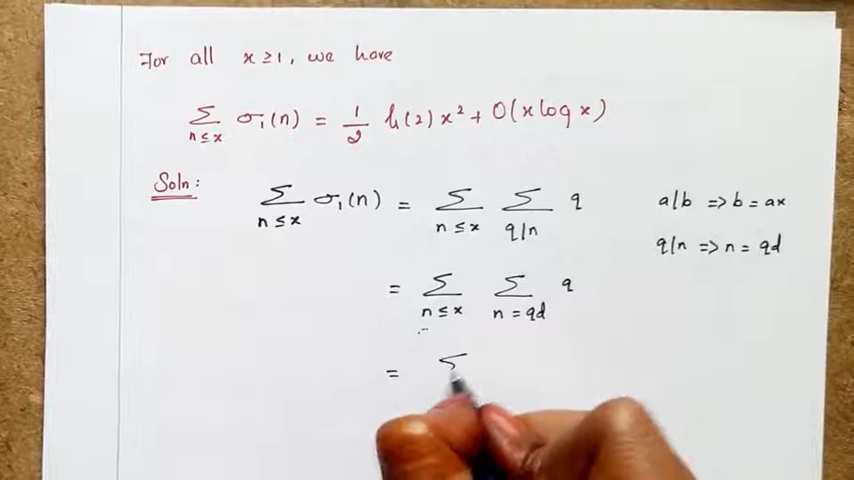 For all x ≥ 1, we have
Σ_{n≤x} σ₁(n) = 1/2 h(2) x² + O(x log x)
Soln:
Σ_{n≤x} σ₁(n) = Σ_{n≤x} Σ_{q/n} q
a/b => b = ax
q/n => n = qd
= Σ_{n≤x} Σ_{n=qd} q
= Σ